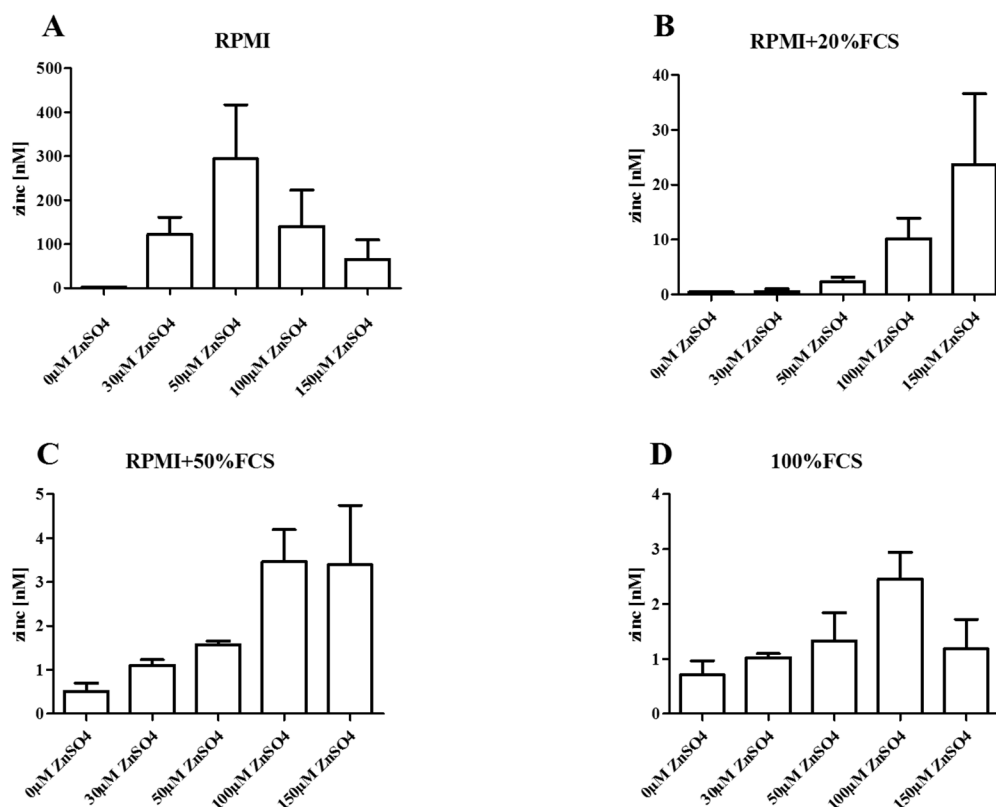 A
RPMI
500
400
300
200
100
0
zinc [nM]
0µM ZnSO4
30µM ZnSO4
50µM ZnSO4
100µM ZnSO4
150µM ZnSO4
B
RPMI+20%FCS
40
30
20
10
0
zinc [nM]
0µM ZnSO4
30µM ZnSO4
50µM ZnSO4
100µM ZnSO4
150µM ZnSO4
C
RPMI+50%FCS
5
4
3
2
1
0
zinc [nM]
0µM ZnSO4
30µM ZnSO4
50µM ZnSO4
100µM ZnSO4
150µM ZnSO4
D
100%FCS
4
3
2
1
0
zinc [nM]
0µM ZnSO4
30µM ZnSO4
50µM ZnSO4
100µM ZnSO4
150µM ZnSO4